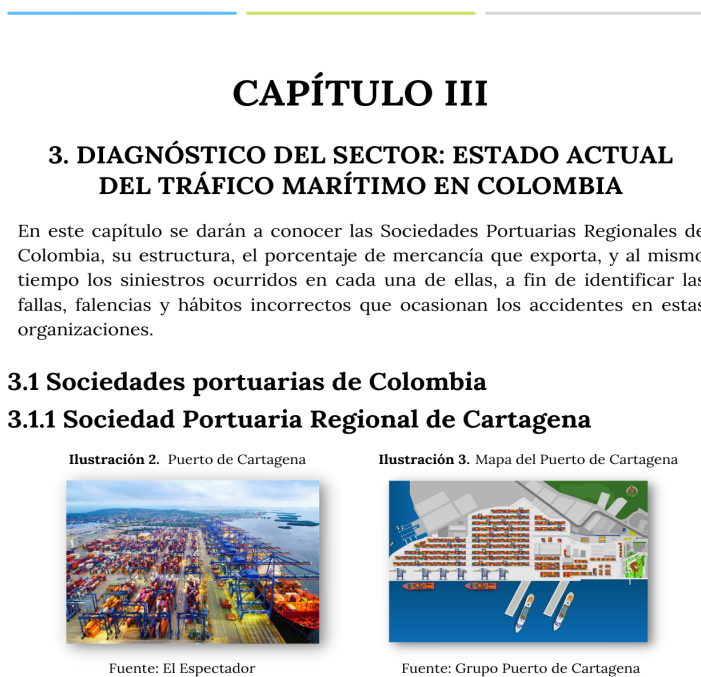 CAPÍTULO III
3. DIAGNÓSTICO DEL SECTOR: ESTADO ACTUAL
DEL TRÁFICO MARÍTIMO EN COLOMBIA
En este capítulo se darán a conocer las Sociedades Portuarias Regionales de
Colombia, su estructura, el porcentaje de mercancía que exporta, y al mismo
tiempo los siniestros ocurridos en cada una de ellas, a fin de identificar las
fallas, falencias y hábitos incorrectos que ocasionan los accidentes en estas
organizaciones.
3.1 Sociedades portuarias de Colombia
3.1.1 Sociedad Portuaria Regional de Cartagena
Ilustración 2. Puerto de Cartagena
Ilustración 3. Mapa del Puerto de Cartagena
Fuente: El Espectador
Fuente: Grupo Puerto de Cartagena